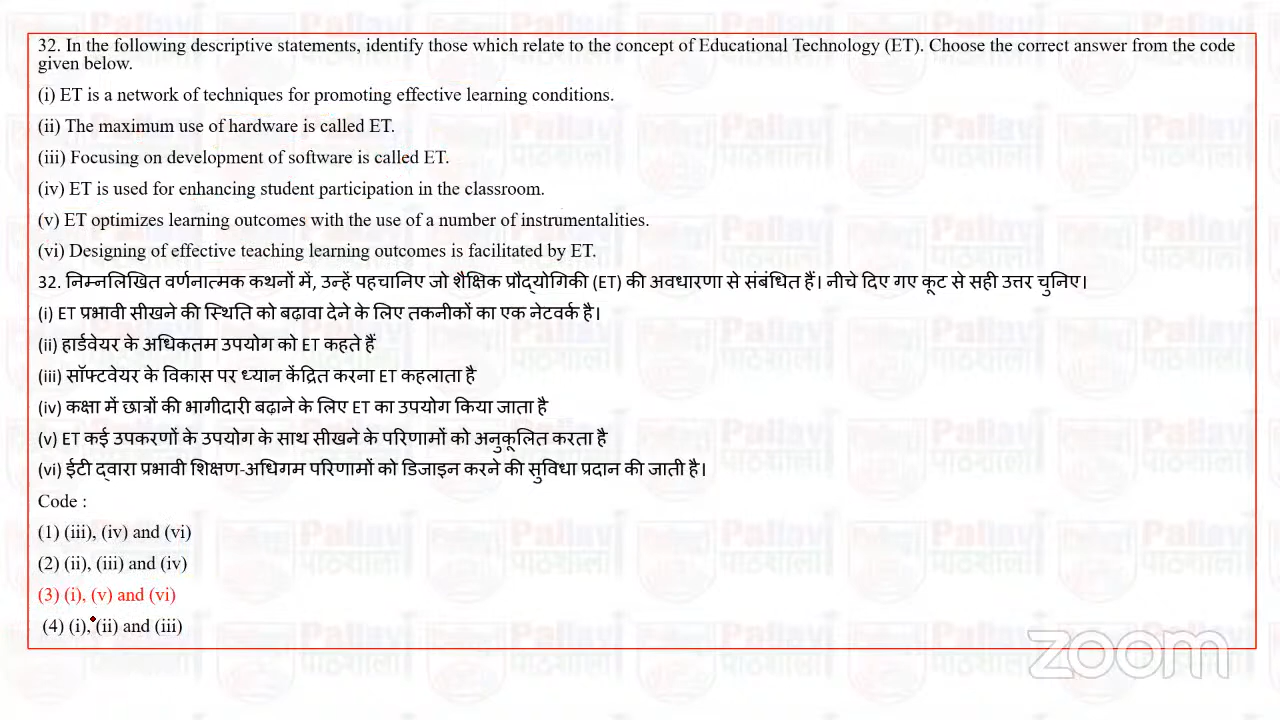 32. In the following descriptive statements, identify those which relate to the concept of Educational Technology (ET). Choose the correct answer from the code
given below.
(i) ET is a network of techniques for promoting effective learning conditions.
(ii) The maximum use of hardware is called ET.
(iii) Focusing on development of software is called ET.
(iv) ET is used for enhancing student participation in the classroom.
(v) ET optimizes learning outcomes with the use of a number of instrumentalities.
(vi) Designing of effective teaching learning outcomes is facilitated by ET.
32. निम्नलिखित वर्णनात्मक कथनों में, उन्हें पहचानिए जो शैक्षिक प्रौद्योगिकी (ET) की अवधारणा से संबंधित हैं। नीचे दिए गए कूट से सही उत्तर चुनिए।
(i) ET प्रभावी सीखने की स्थिति को बढ़ावा देने के लिए तकनीकों का एक नेटवर्क है।
(ii) हार्डवेयर के अधिकतम उपयोग को ET कहते हैं
(iii) सॉफ्टवेयर के विकास पर ध्यान केंद्रित करना ET कहलाता है
(iv) कक्षा में छात्रों की भागीदारी बढ़ाने के लिए ET का उपयोग किया जाता है
(v) ET कई उपकरणों के उपयोग के साथ सीखने के परिणामों को अनुकूलित करता है
(vi) ईटी द्वारा प्रभावी शिक्षण-अधिगम परिणामों को डिजाइन करने की सुविधा प्रदान की जाती है।
Code :
(1) (iii), (iv) and (vi)
(2) (ii), (iii) and (iv)
(3) (i), (v) and (vi)
(4) (i), (ii) and (iii)
zoom
Pallavi
पाठशाला